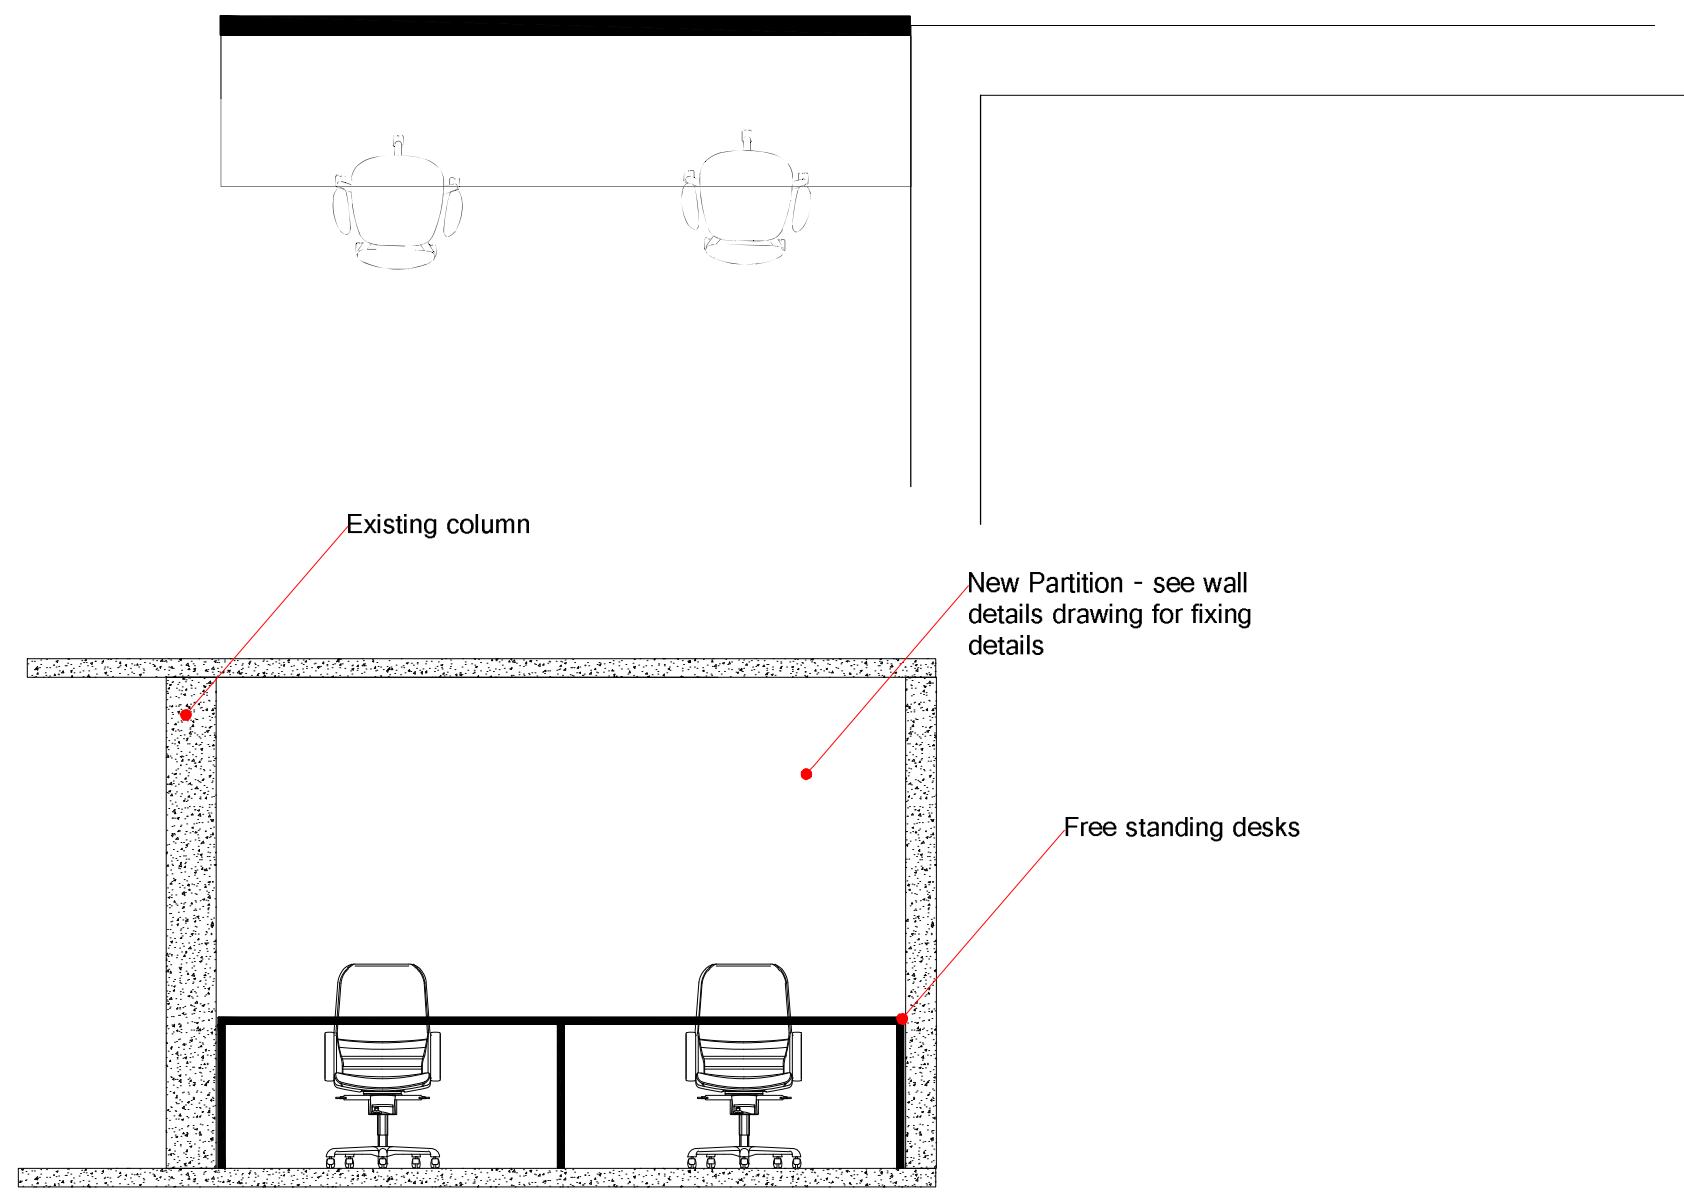 Existing column
New Partition - see wall
details drawing for fixing
details
Free standing desks